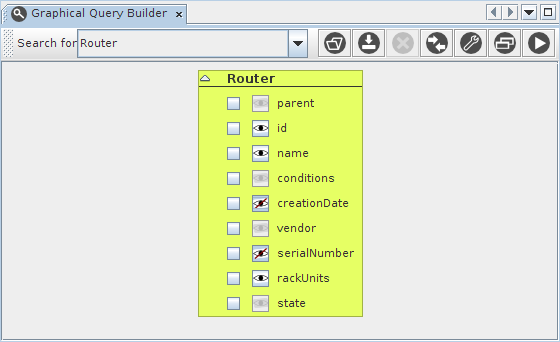 Graphical Query Builder
Search for Router
Router
parent
id
name
conditions
creationDate
vendor
serialNumber
rackUnits
state